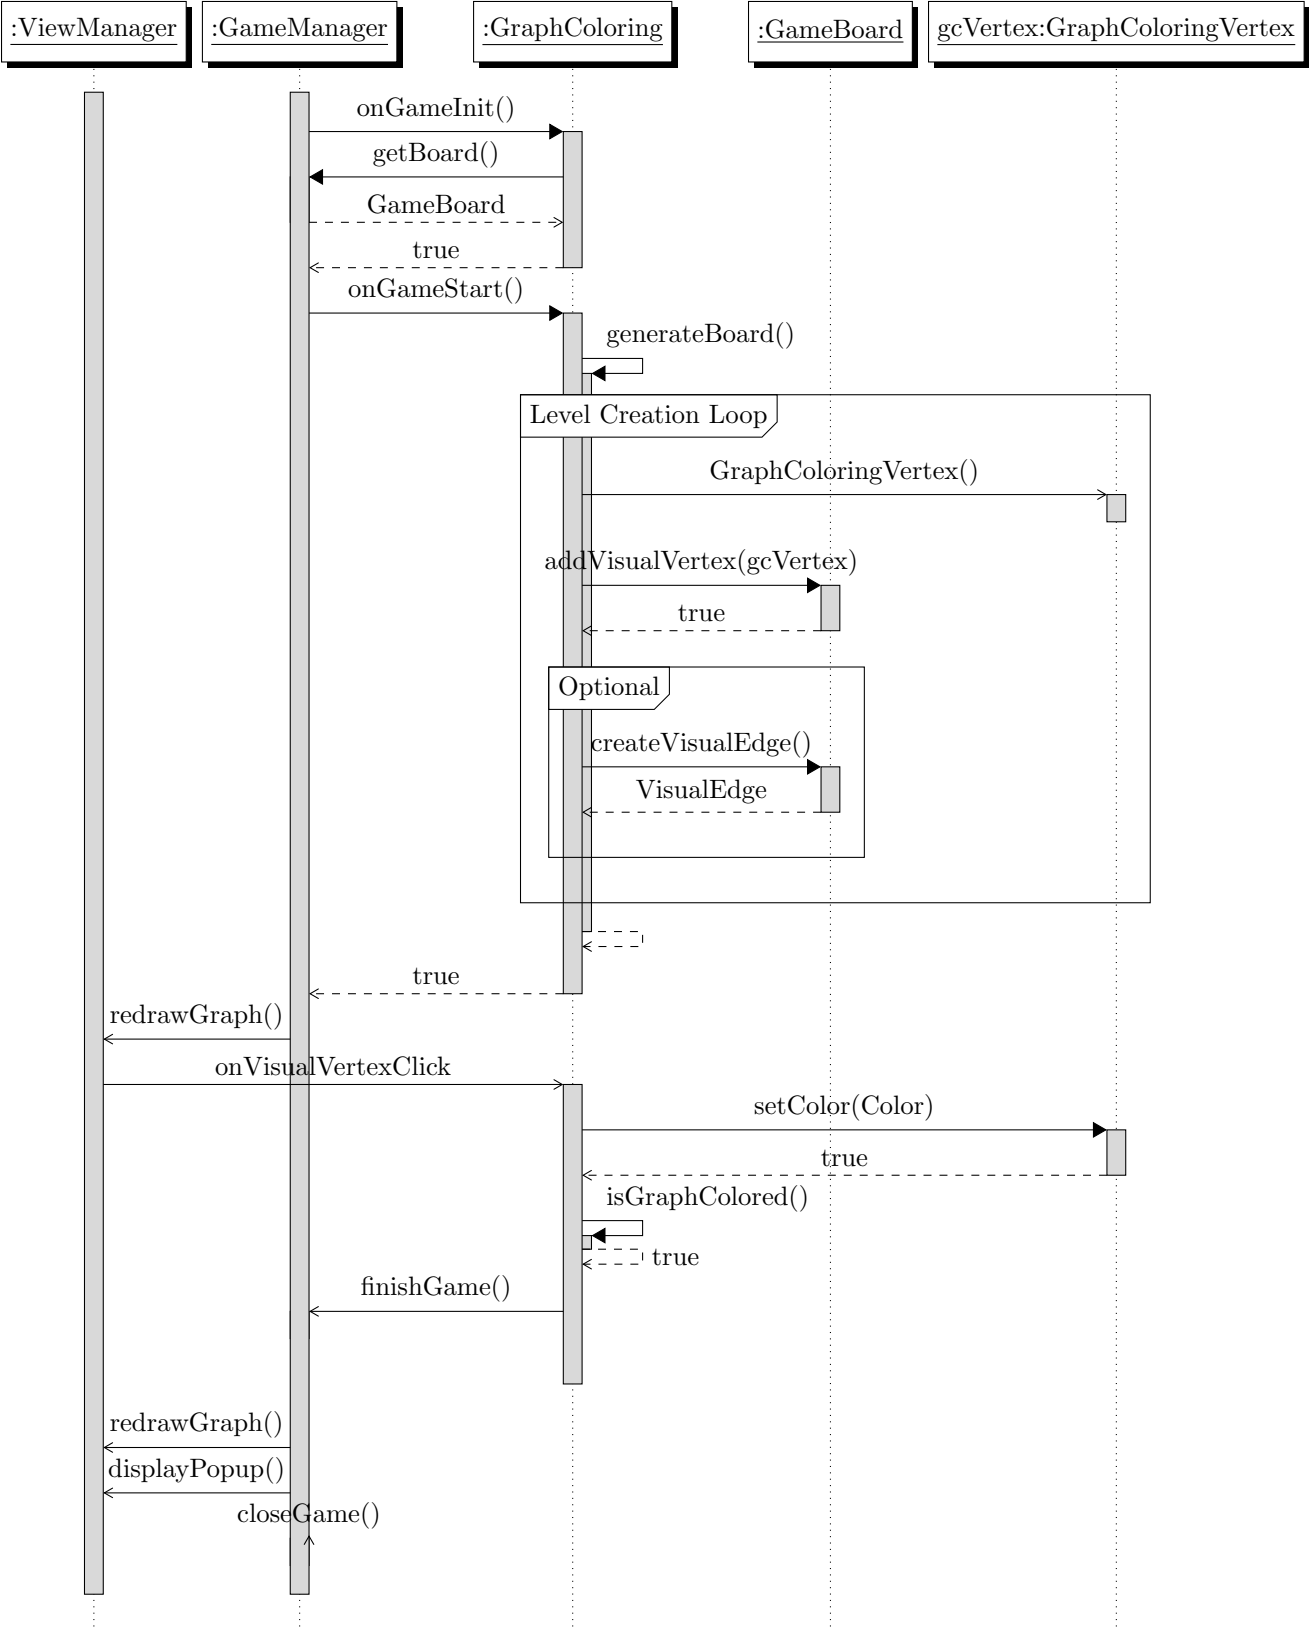 :ViewManager
:GameManager
:GraphColoring
:GameBoard
gcVertex:GraphColoringVertex
onGameInit()
getBoard()
GameBoard
true
onGameStart()
generateBoard()
Level Creation Loop
GraphColoringVertex()
addVisualVertex(gcVertex)
true
Optional
createVisualEdge()
VisualEdge
true
redrawGraph()
onVisualVertexClick
setColor(Color)
true
isGraphColored()
true
finishGame()
redrawGraph()
displayPopup()
closeGame()